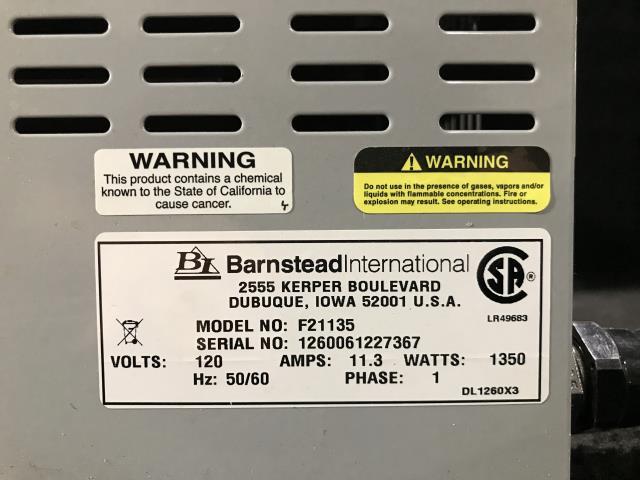 WARNING
This product contains a chemical
known to the State of California to
cause cancer.
WARNING
Do not use in the presence of gases, vapors and/or
liquids with flammable concentrations. Fire or
explosion may result. See operating instructions.
BI BarnsteadInternational
2555 KERPER BOULEVARD
DUBUQUE, IOWA 52001 U.S.A.
SA ®
LR49683
MODEL NO: F21135
SERIAL NO: 1260061227367
VOLTS: 120 AMPS: 11.3 WATTS: 1350
Hz: 50/60 PHASE: 1
DL1260X3